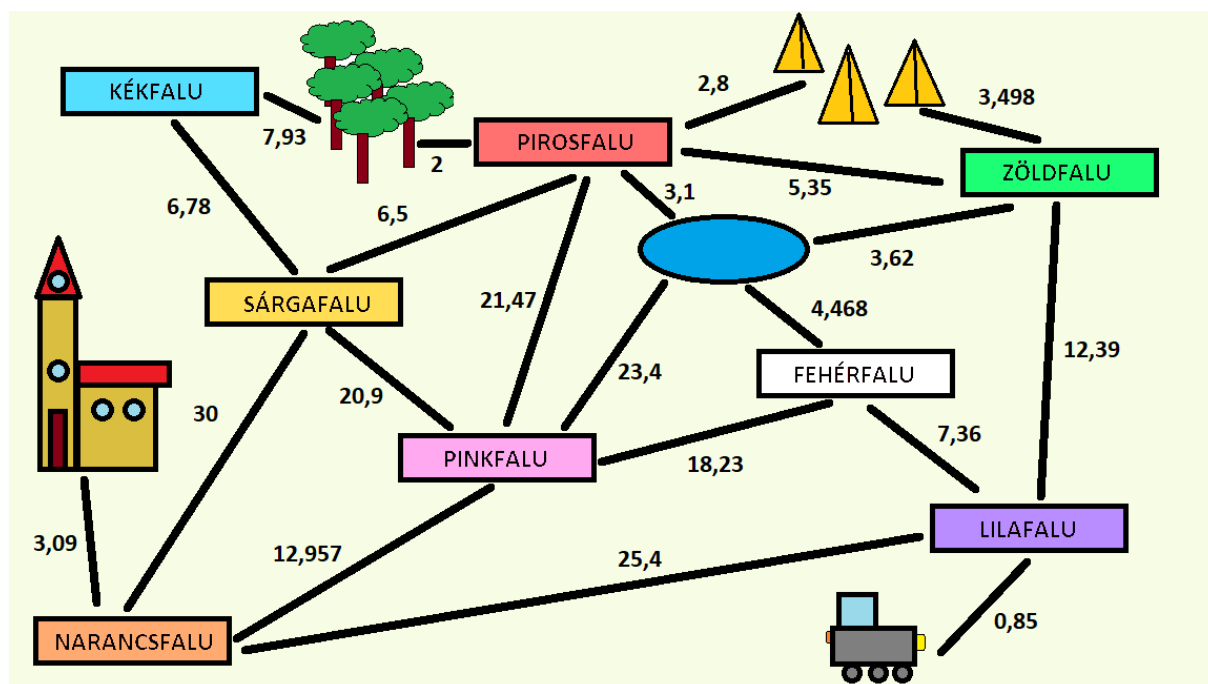 KÉKFALU
7,93
2
PIROSFALU
2,8
3,498
ZÖLDFALU
5,35
3,1
6,78
6,5
3,62
SÁRGAFALU
21,47
4,468
12,39
20,9
23,4
FEHÉRFALU
30
7,36
PINKFALU
18,23
3,09
12,957
25,4
LILAFALU
0,85
NARANCSFALU